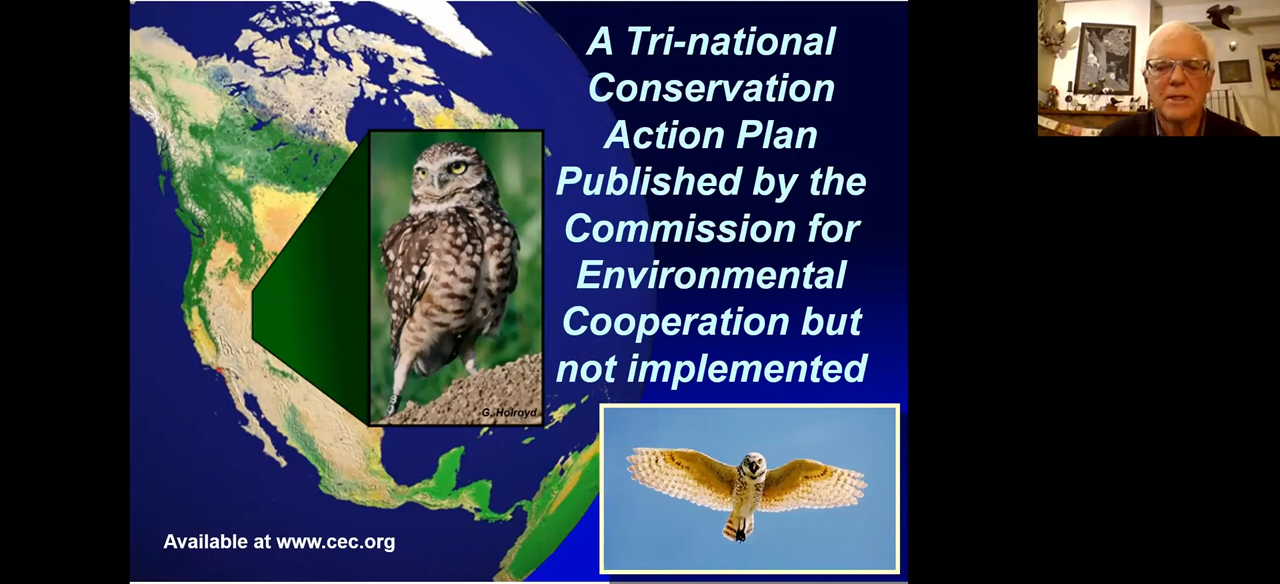 A Tri-national
Conservation
Action Plan
Published by the
Commission for
Environmental
Cooperation but
not implemented
G. Holroyd
Available at www.cec.org